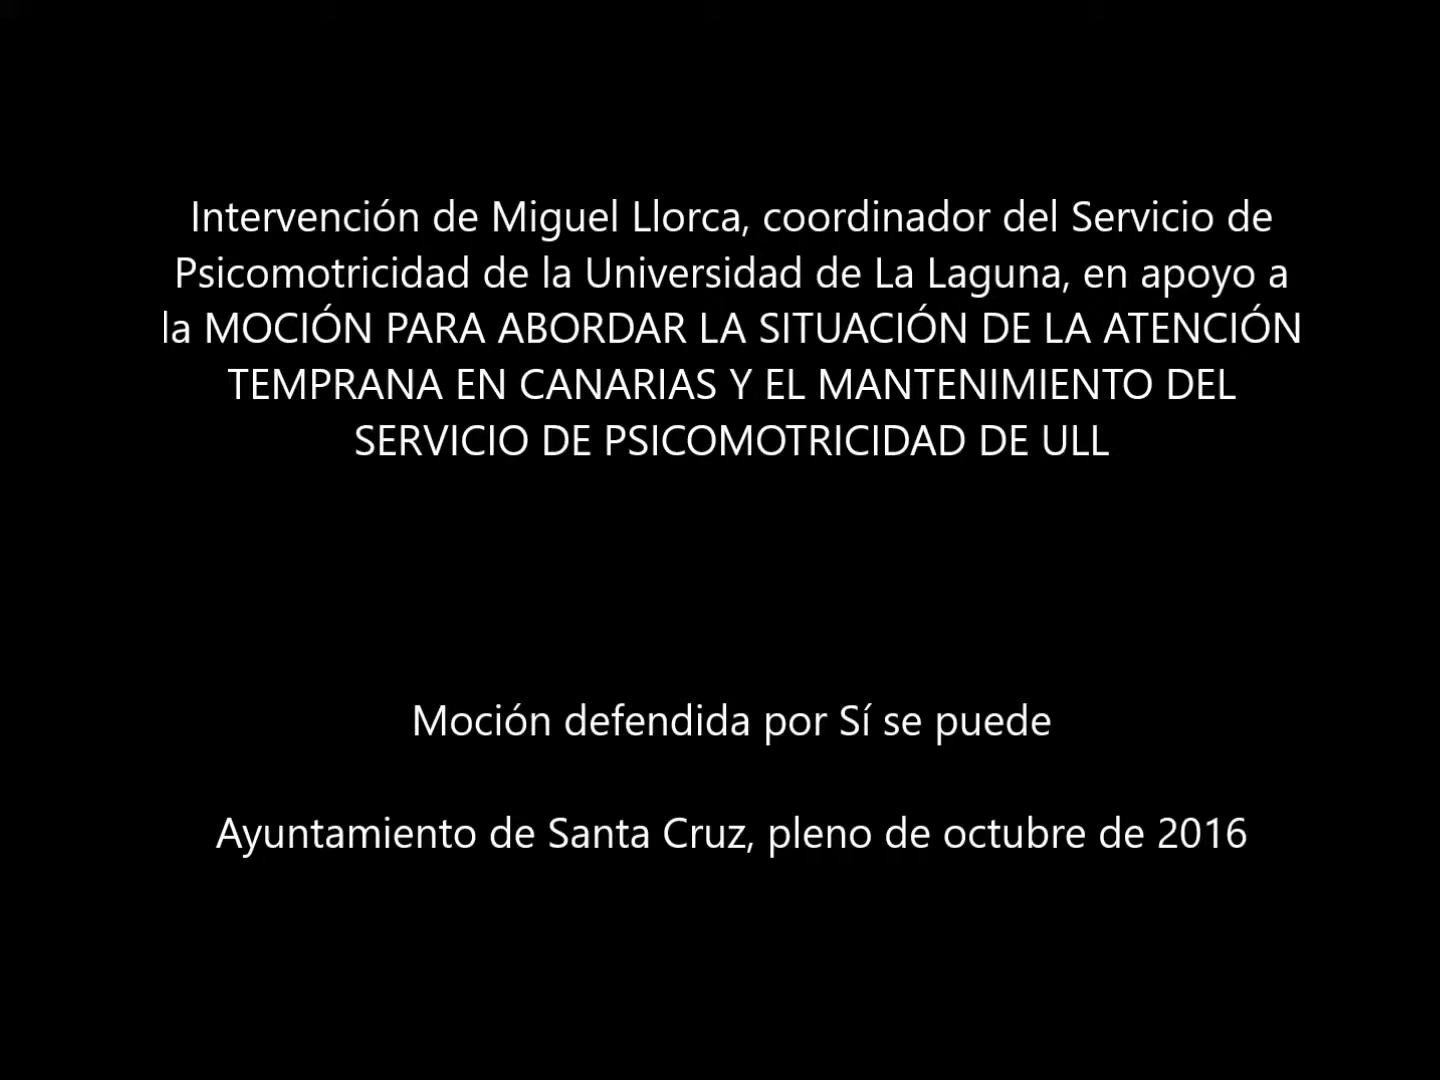 Intervención de Miguel Llorca, coordinador del Servicio de
Psicomotricidad de la Universidad de La Laguna, en apoyo a
la MOCIÓN PARA ABORDAR LA SITUACIÓN DE LA ATENCIÓN
TEMPRANA EN CANARIAS Y EL MANTENIMIENTO DEL
SERVICIO DE PSICOMOTRICIDAD DE ULL
Moción defendida por Sí se puede
Ayuntamiento de Santa Cruz, pleno de octubre de 2016